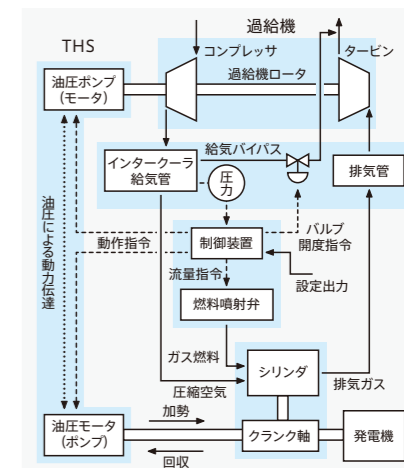 過給機
THS
コンプレッサ
タービン
油圧ポンプ
(モータ)
過給機ロータ
給気バイパス
インタークーラ
給気管
圧
力
排気管
油圧による動力伝達
動作指令
制御装置
バルブ
開度指令
流量指令
設定出力
燃料噴射弁
ガス燃料
シリンダ
圧縮空気
排気ガス
加勢
油圧モータ
(ポンプ)
クランク軸
発電機
回収